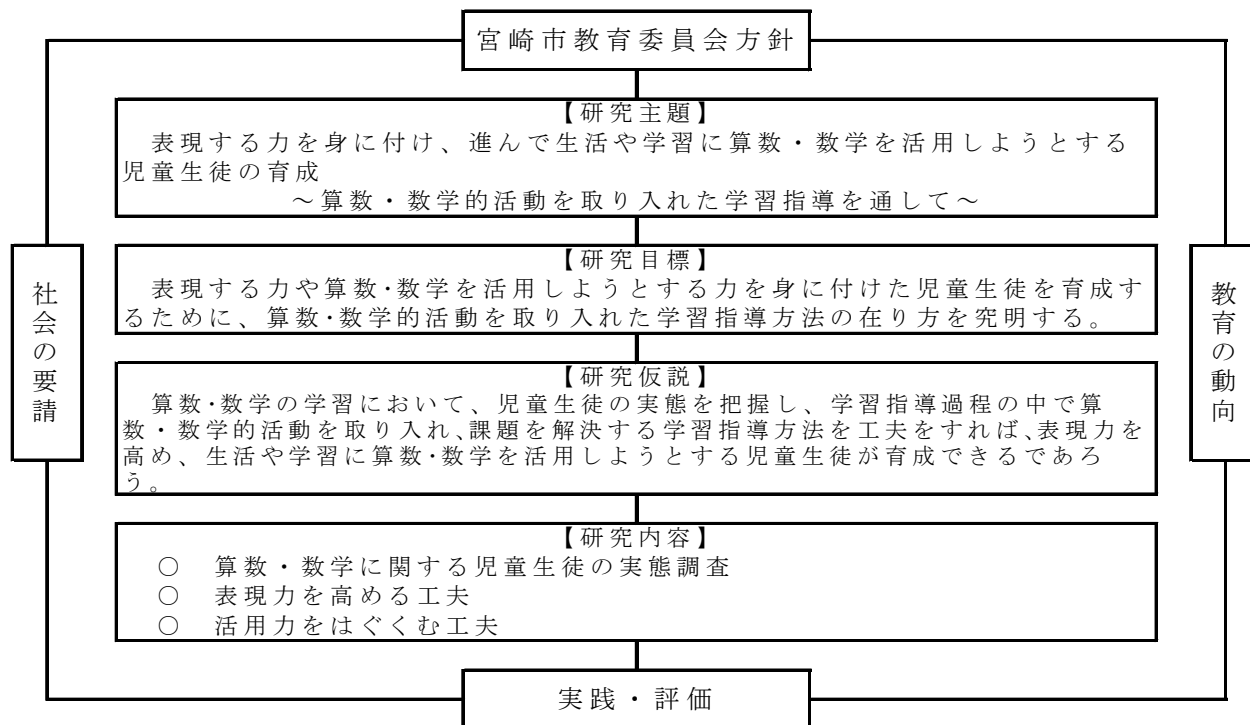 宮崎市教育委員会方針
【研究主題】
表現する力を身に付け、進んで生活や学習に算数・数学を活用しようとする
児童生徒の育成
～算数・数学的活動を取り入れた学習指導を通して～
【研究目標】
表現する力や算数・数学を活用しようとする力を身に付けた児童生徒を育成す
るために、算数・数学的活動を取り入れた学習指導方法の在り方を究明する。
【研究仮説】
算数・数学の学習において、児童生徒の実態を把握し、学習指導過程の中で算
数・数学的活動を取り入れ、課題を解決する学習指導方法を工夫をすれば、表現力を
高め、生活や学習に算数・数学を活用しようとする児童生徒が育成できるであろ
う。
【研究内容】
○ 算数・数学に関する児童生徒の実態調査
○ 表現力を高める工夫
○ 活用力をはぐくむ工夫
社会の要請
教育の動向
実践・評価